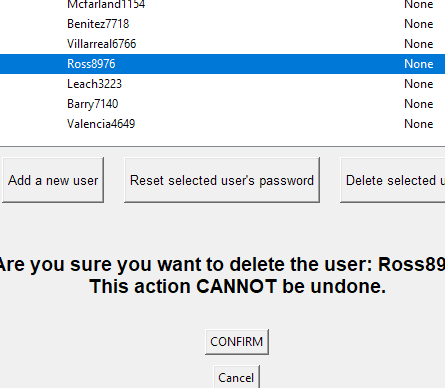 Mcfarland1154 None
Benitez7718 None
Villarreal6766 None
Ross8976 None
Leach3223 None
Barry7140 None
Valencia4649 None
Add a new user Reset selected user's password Delete selected u
Are you sure you want to delete the user: Ross89
This action CANNOT be undone.
CONFIRM
Cancel